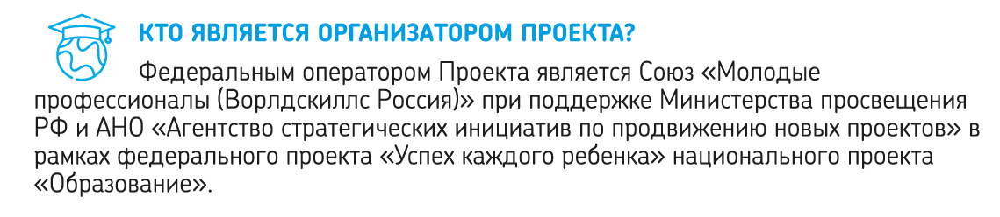 КТО ЯВЛЯЕТСЯ ОРГАНИЗАТОРОМ ПРОЕКТА?
Федеральным оператором Проекта является Союз «Молодые
профессионалы (Ворлдскиллс Россия)» при поддержке Министерства просвещения
РФ и АНО «Агентство стратегических инициатив по продвижению новых проектов» в
рамках федерального проекта «Успех каждого ребенка» национального проекта
«Образование».